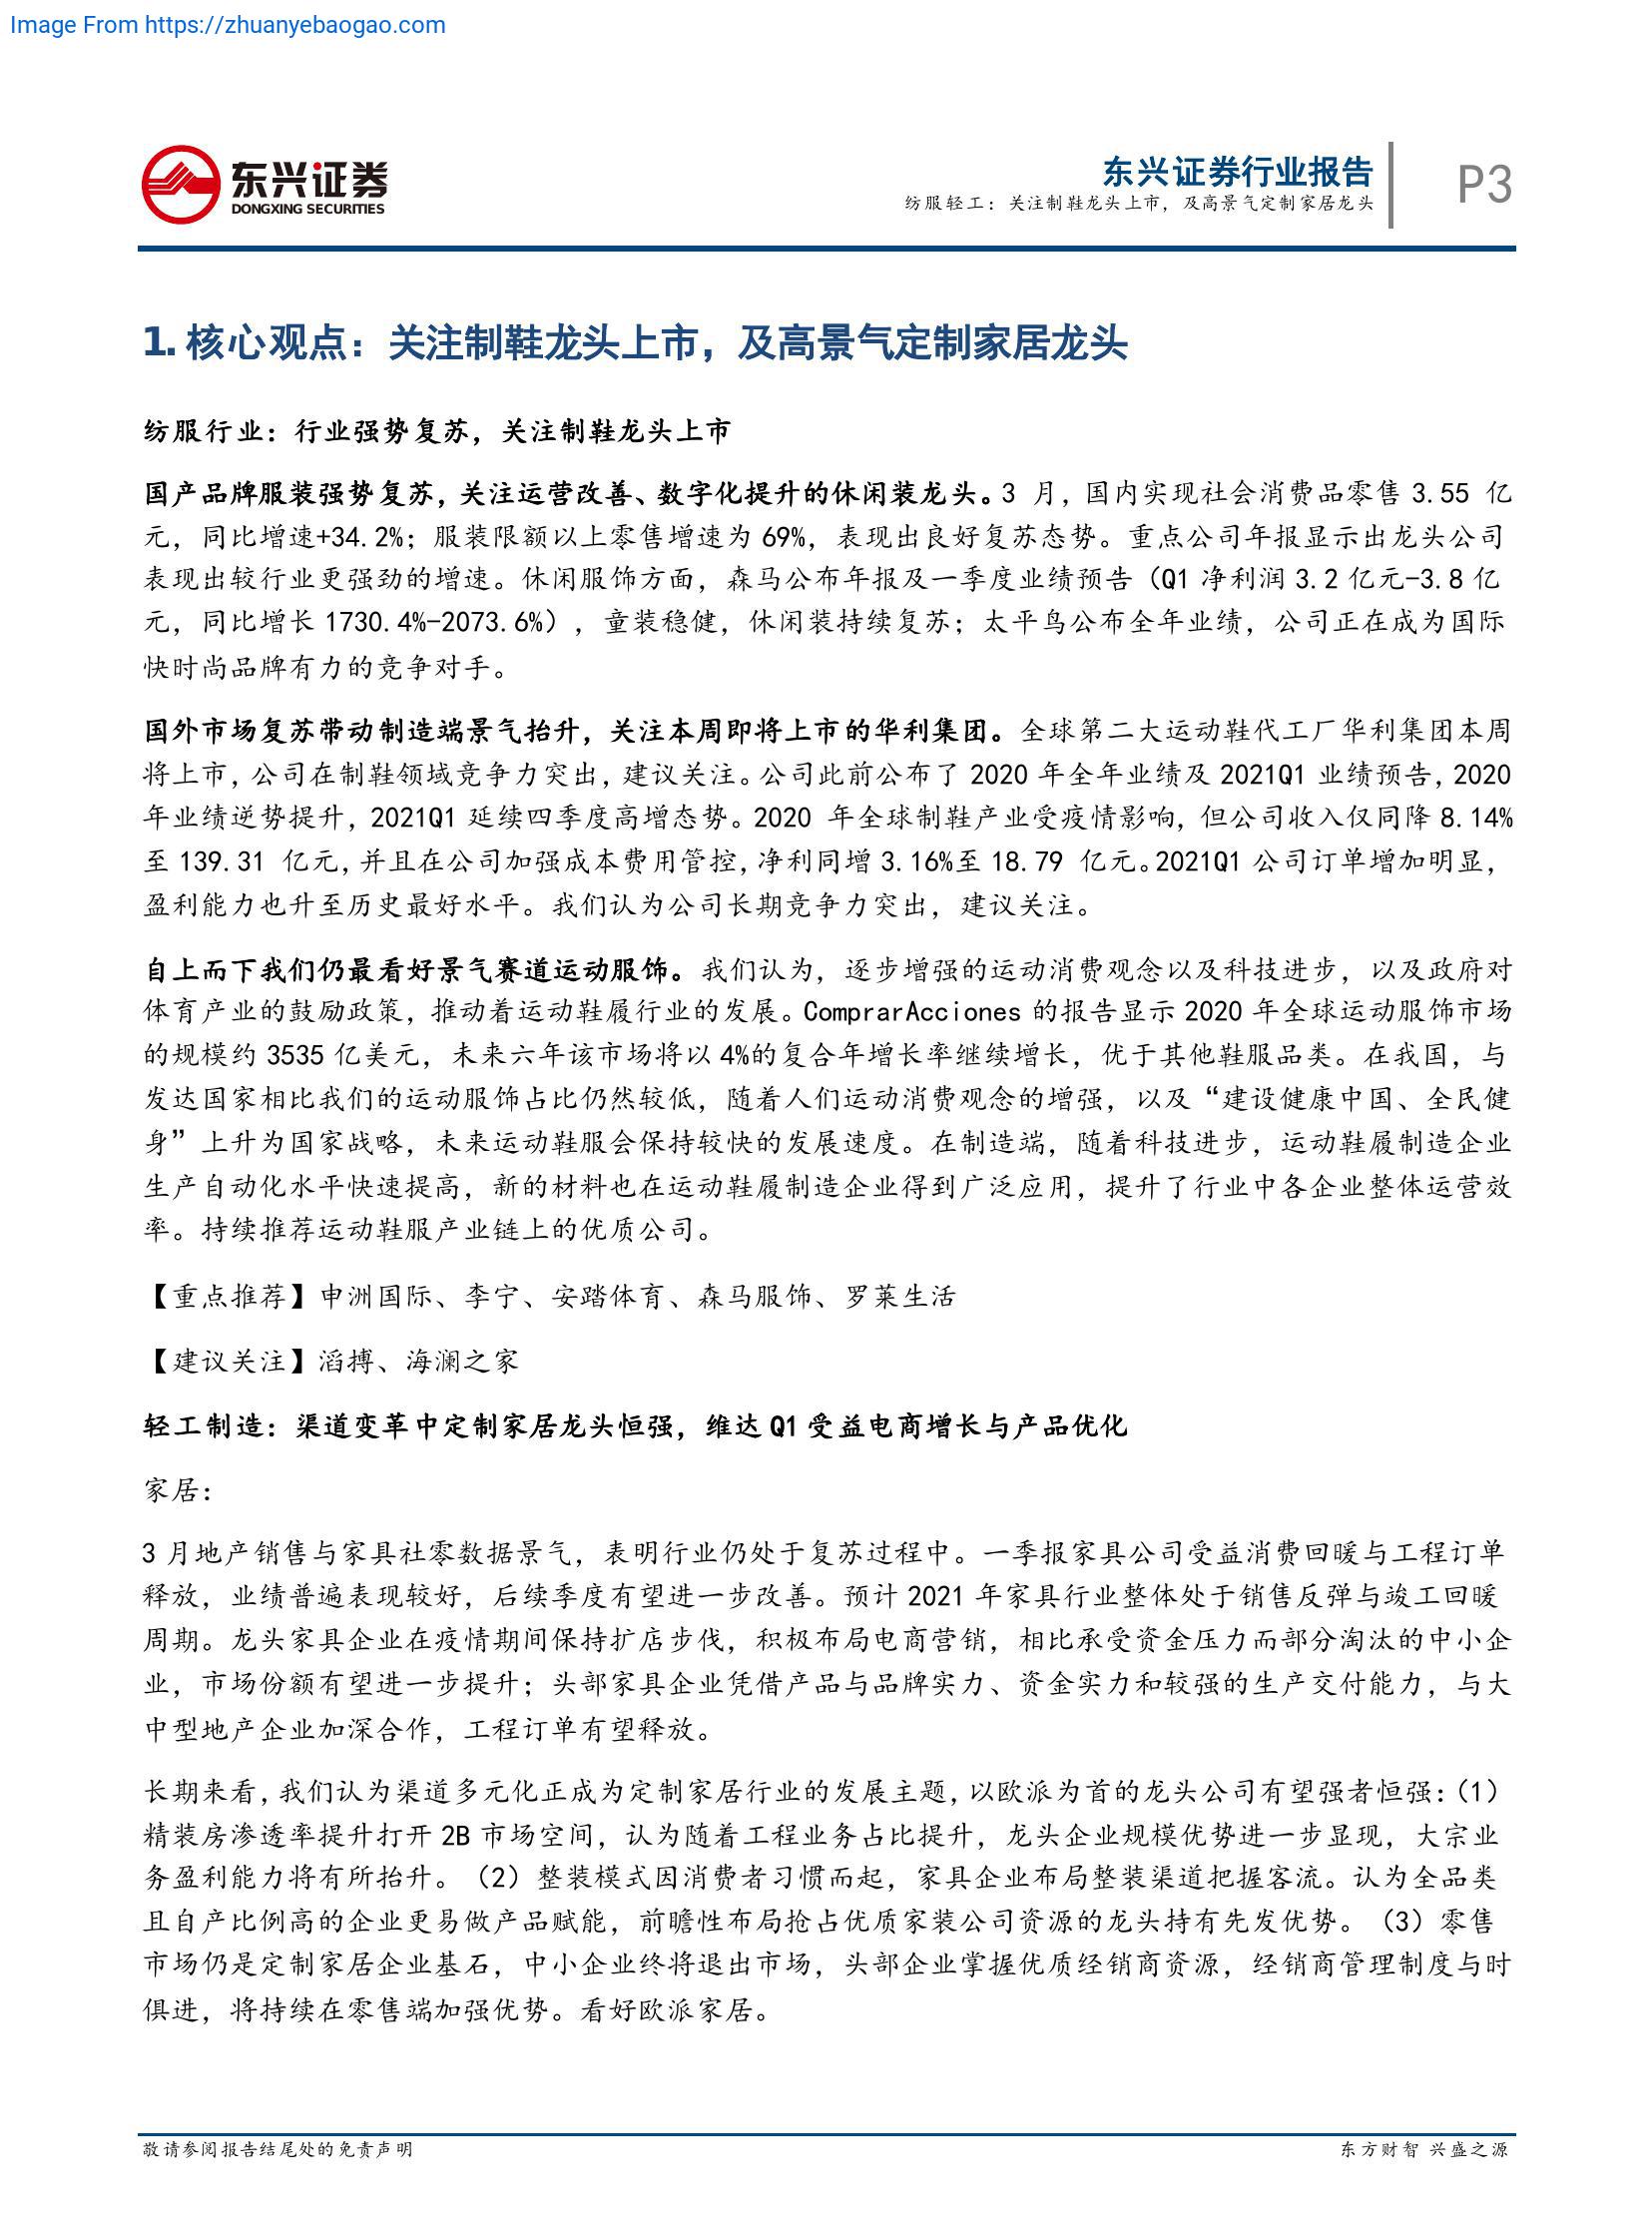 Image From https://zhuanyebaogao.com
东兴证券
DONGXING SECURITIES
东兴证券行业报告
纺服轻工：关注制鞋龙头上市，及高景气定制家居龙头
P3
1. 核心观点：关注制鞋龙头上市，及高景气定制家居龙头
纺服行业：行业强势复苏，关注制鞋龙头上市
国产品牌服装强势复苏，关注运营改善、数字化提升的休闲装龙头。3 月，国内实现社会消费品零售 3.55 亿
元，同比增速+34.2%；服装限额以上零售增速为 69%，表现出良好复苏态势。重点公司年报显示出龙头公司
表现出较行业更强劲的增速。休闲服饰方面，森马公布年报及一季度业绩预告（Q1 净利润 3.2 亿元-3.8 亿
元，同比增长 1730.4%-2073.6%），童装稳健，休闲装持续复苏；太平鸟公布全年业绩，公司正在成为国际
快时尚品牌有力的竞争对手。
国外市场复苏带动制造端景气抬升，关注本周即将上市的华利集团。全球第二大运动鞋代工厂华利集团本周
将上市，公司在制鞋领域竞争力突出，建议关注。公司此前公布了 2020 年全年业绩及 2021Q1 业绩预告，2020
年业绩逆势提升，2021Q1 延续四季度高增态势。2020 年全球制鞋产业受疫情影响，但公司收入仅同降 8.14%
至 139.31 亿元，并且在公司加强成本费用管控，净利同增 3.16%至 18.79 亿元。2021Q1 公司订单增加明显，
盈利能力也升至历史最好水平。我们认为公司长期竞争力突出，建议关注。
自上而下我们仍最看好景气赛道运动服饰。我们认为，逐步增强的运动消费观念以及科技进步，以及政府对
体育产业的鼓励政策，推动着运动鞋履行业的发展。ComprarAcciones 的报告显示 2020 年全球运动服饰市场
的规模约 3535 亿美元，未来六年该市场将以 4%的复合年增长率继续增长，优于其他鞋服品类。在我国，与
发达国家相比我们的运动服饰占比仍然较低，随着人们运动消费观念的增强，以及“建设健康中国、全民健
身”上升为国家战略，未来运动鞋服会保持较快的发展速度。在制造端，随着科技进步，运动鞋履制造企业
生产自动化水平快速提高，新的材料也在运动鞋履制造企业得到广泛应用，提升了行业中各企业整体运营效
率。持续推荐运动鞋服产业链上的优质公司。
【重点推荐】申洲国际、李宁、安踏体育、森马服饰、罗莱生活
【建议关注】滔搏、海澜之家
轻工制造：渠道变革中定制家居龙头恒强，维达 Q1 受益电商增长与产品优化
家居：
3 月地产销售与家具社零数据景气，表明行业仍处于复苏过程中。一季报家具公司受益消费回暖与工程订单
释放，业绩普遍表现较好，后续季度有望进一步改善。预计 2021 年家具行业整体处于销售反弹与竣工回暖
周期。龙头家具企业在疫情期间保持扩店步伐，积极布局电商营销，相比承受资金压力而部分淘汰的中小企
业，市场份额有望进一步提升；头部家具企业凭借产品与品牌实力、资金实力和较强的生产交付能力，与大
中型地产企业加深合作，工程订单有望释放。
长期来看，我们认为渠道多元化正成为定制家居行业的发展主题，以欧派为首的龙头公司有望强者恒强：（1）
精装房渗透率提升打开 2B 市场空间，认为随着工程业务占比提升，龙头企业规模优势进一步显现，大宗业
务盈利能力将有所抬升。（2）整装模式因消费者习惯而起，家具企业布局整装渠道把握客流。认为全品类
且自产比例高的企业更易做产品赋能，前瞻性布局抢占优质家装公司资源的龙头持有先发优势。（3）零售
市场仍是定制家居企业基石，中小企业终将退出市场，头部企业掌握优质经销商资源，经销商管理制度与时
俱进，将持续在零售端加强优势。看好欧派家居。
敬请参阅报告结尾处的免责声明
东方财智 兴盛之源